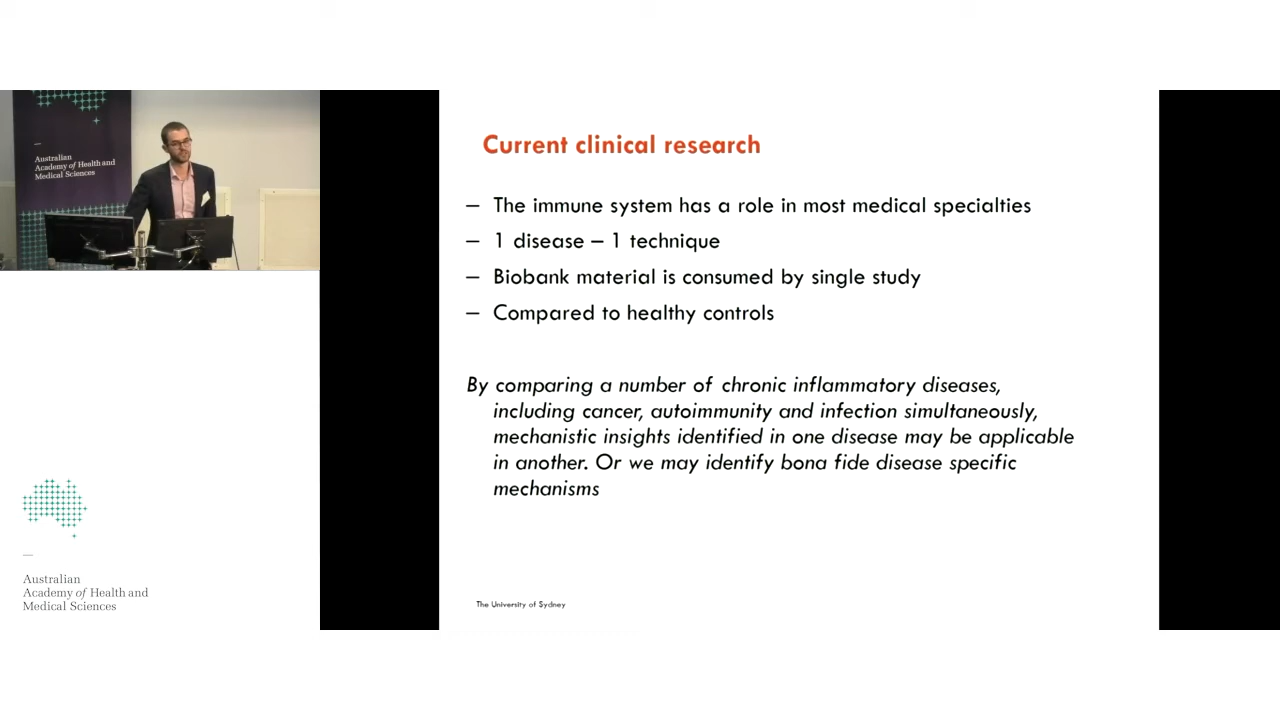 Australian
Academy of Health and
Medical Sciences
Current clinical research
– The immune system has a role in most medical specialties
– 1 disease – 1 technique
– Biobank material is consumed by single study
– Compared to healthy controls
By comparing a number of chronic inflammatory diseases,
including cancer, autoimmunity and infection simultaneously,
mechanistic insights identified in one disease may be applicable
in another. Or we may identify bona fide disease specific
mechanisms
The University of Sydney
Australian
Academy of Health and
Medical Sciences